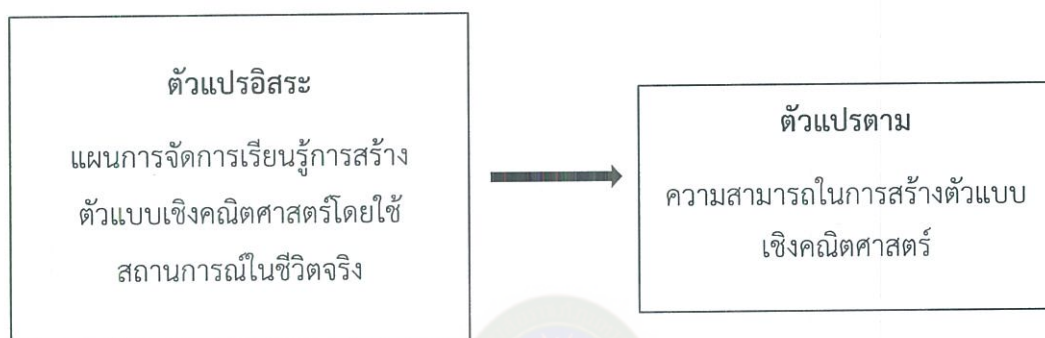 ตัวแปรอิสระ
แผนการจัดการเรียนรู้การสร้าง
ตัวแบบเชิงคณิตศาสตร์โดยใช้
สถานการณ์ในชีวิตจริง
ตัวแปรตาม
ความสามารถในการสร้างตัวแบบ
เชิงคณิตศาสตร์